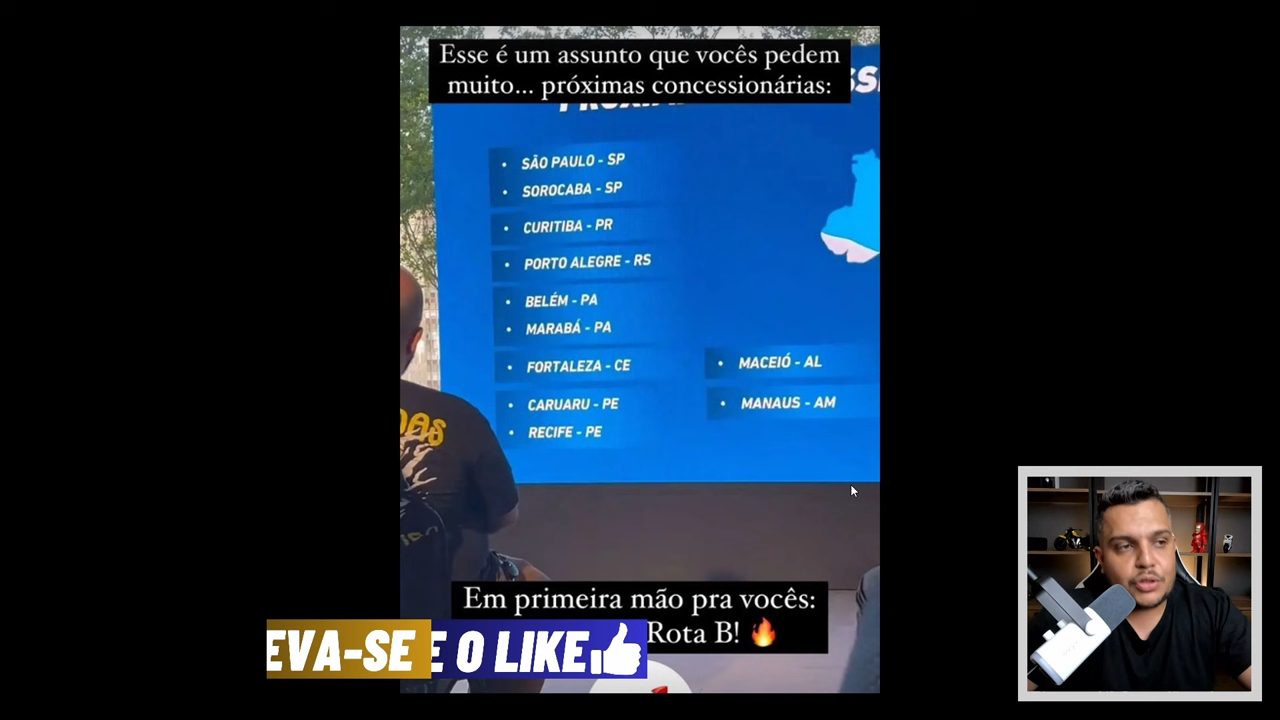 Esse é um assunto que vocês pedem
muito... próximas concessionárias:
• SÃO PAULO - SP
• SOROCABA - SP
• CURITIBA - PR
• PORTO ALEGRE - RS
• BELÉM - PA
• MARABÁ - PA
• FORTALEZA - CE
• CARUARU - PE
• RECIFE - PE
• MACEIÓ - AL
• MANAUS - AM
Em primeira mão pra vocês:
Rota B! 🔥
EVA-SE E O LIKE